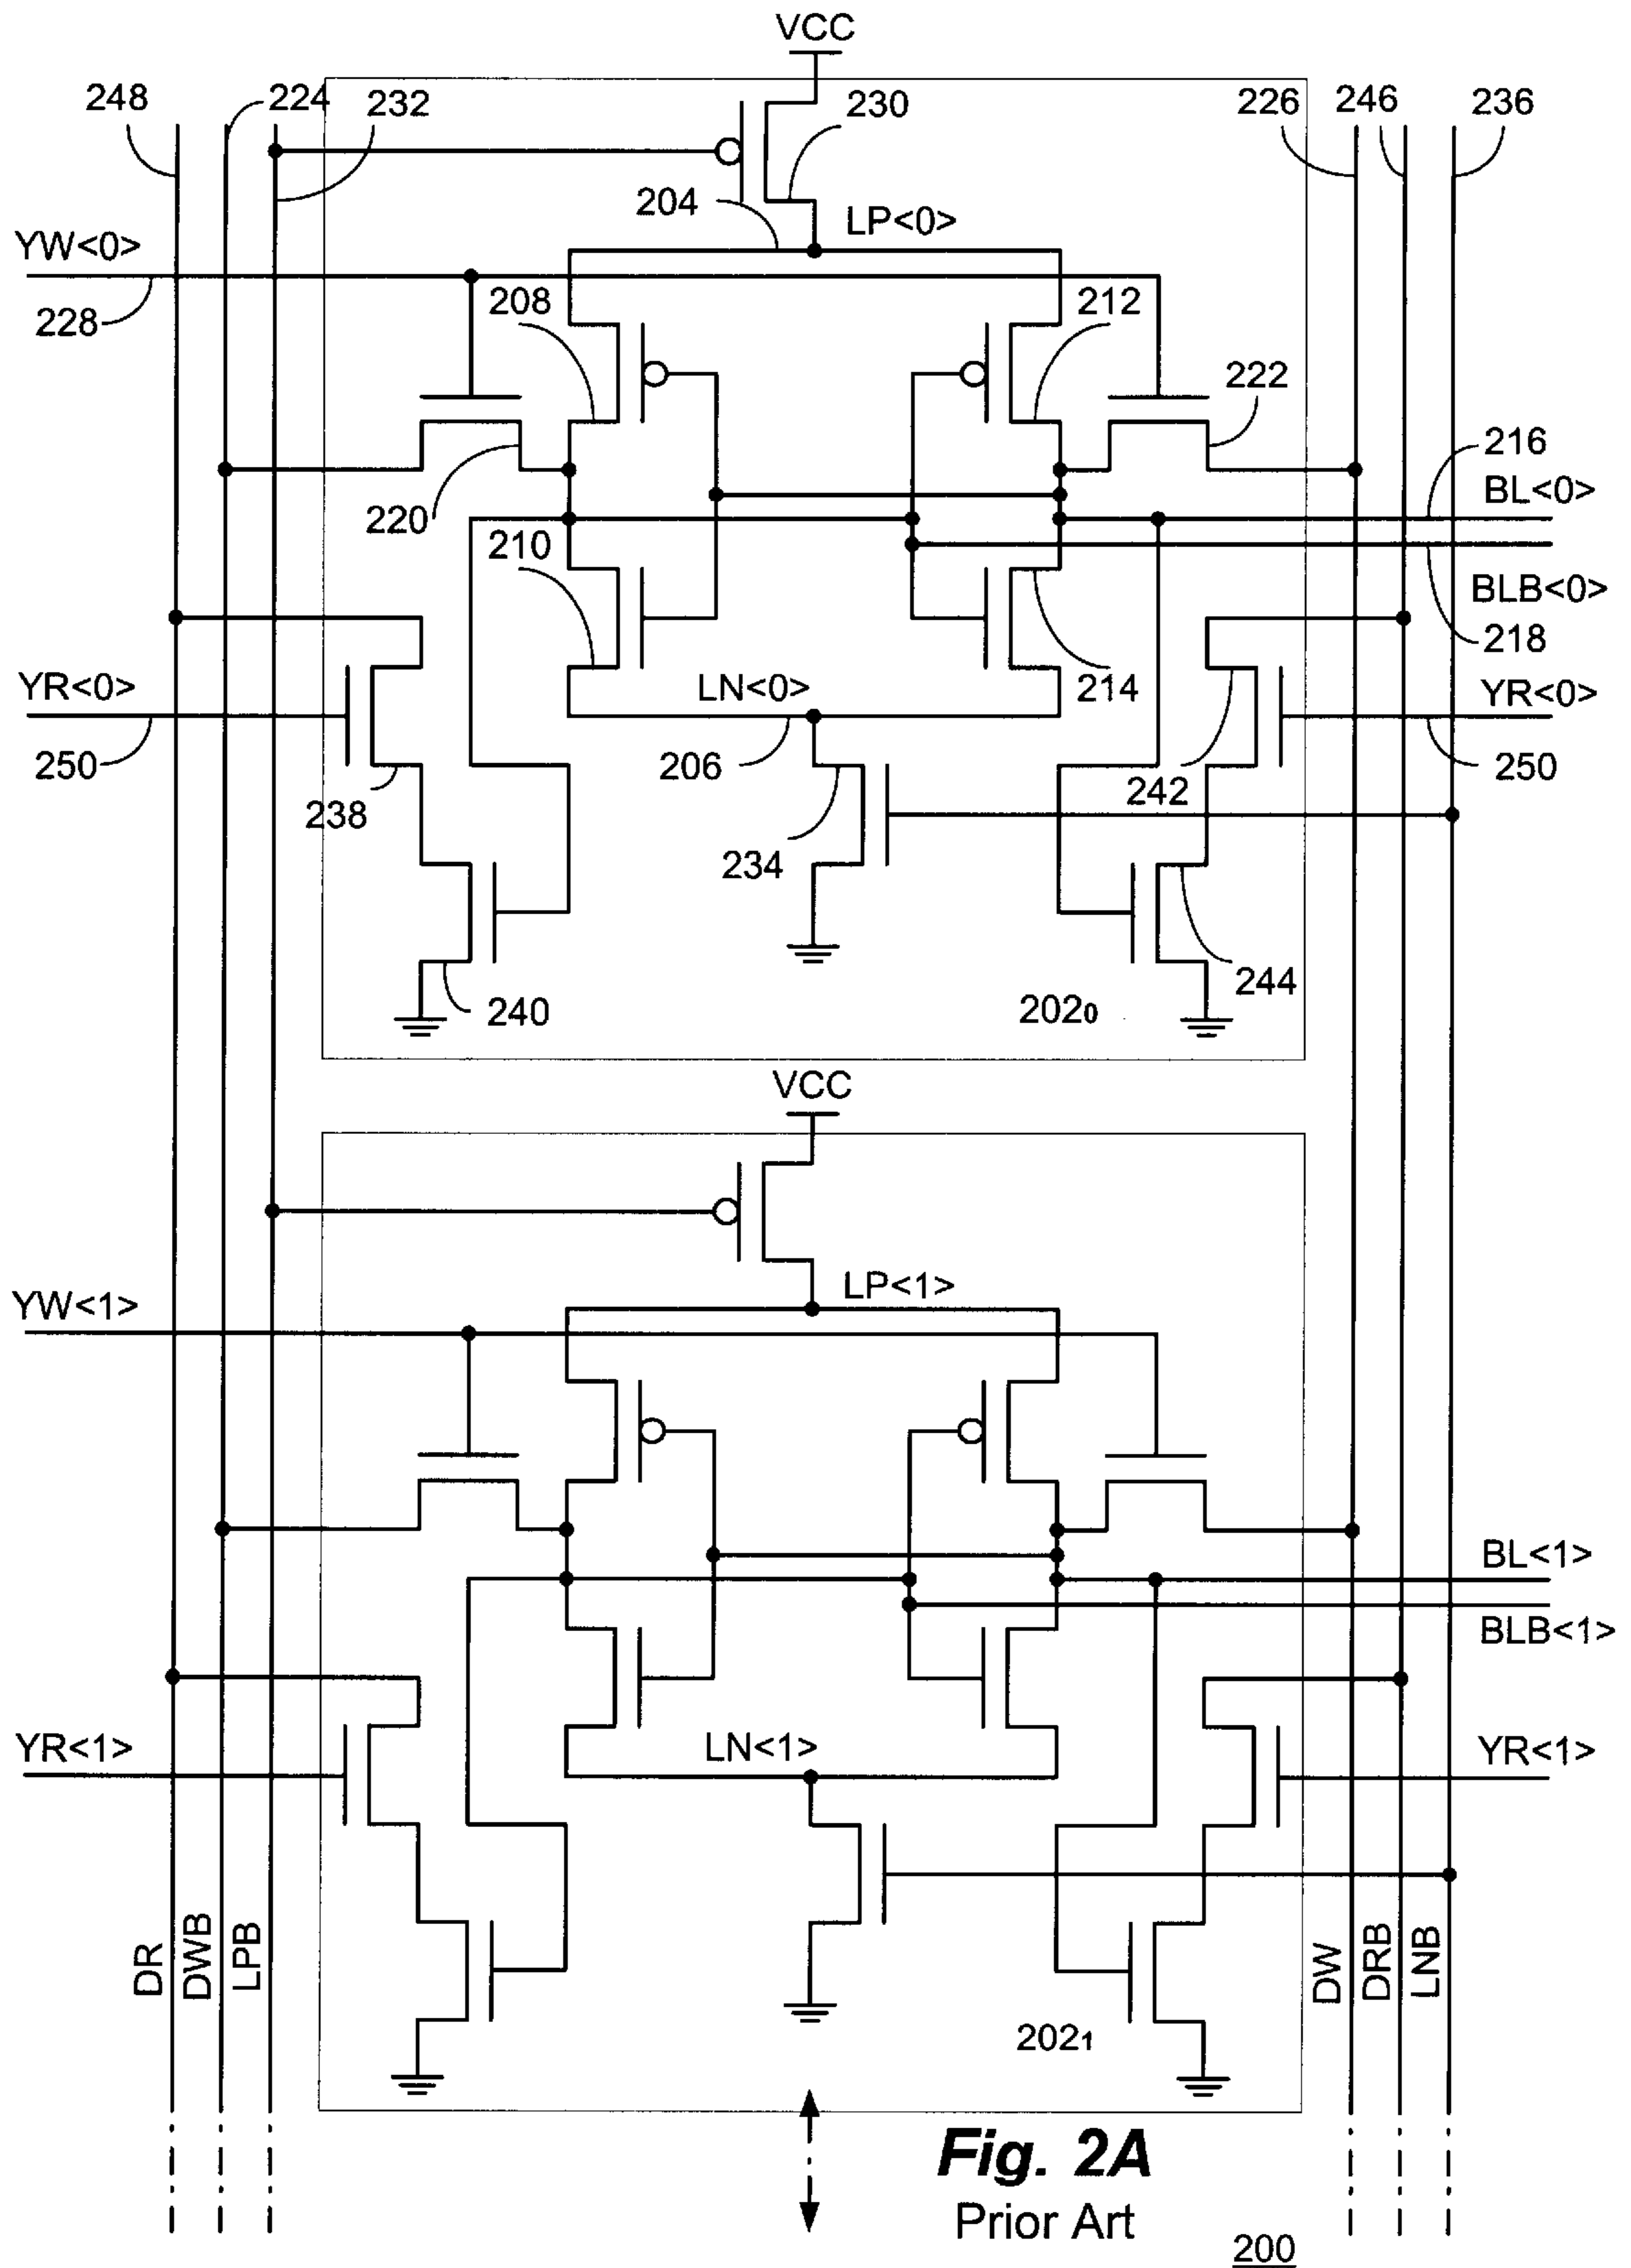 VCC
248
224
232
230
226
246
236
204
LP<0>
YW<0>
228
208
212
222
216
BL<0>
220
210
BLB<0>
218
YR<0>
LN<0>
214
YR<0>
250
206
242
250
238
234
240
202₀
244
VCC
LP<1>
YW<1>
BL<1>
BLB<1>
YR<1>
LN<1>
YR<1>
DR
DWB
LPB
DW
DRB
LNB
202₁
Fig. 2A
Prior Art
200